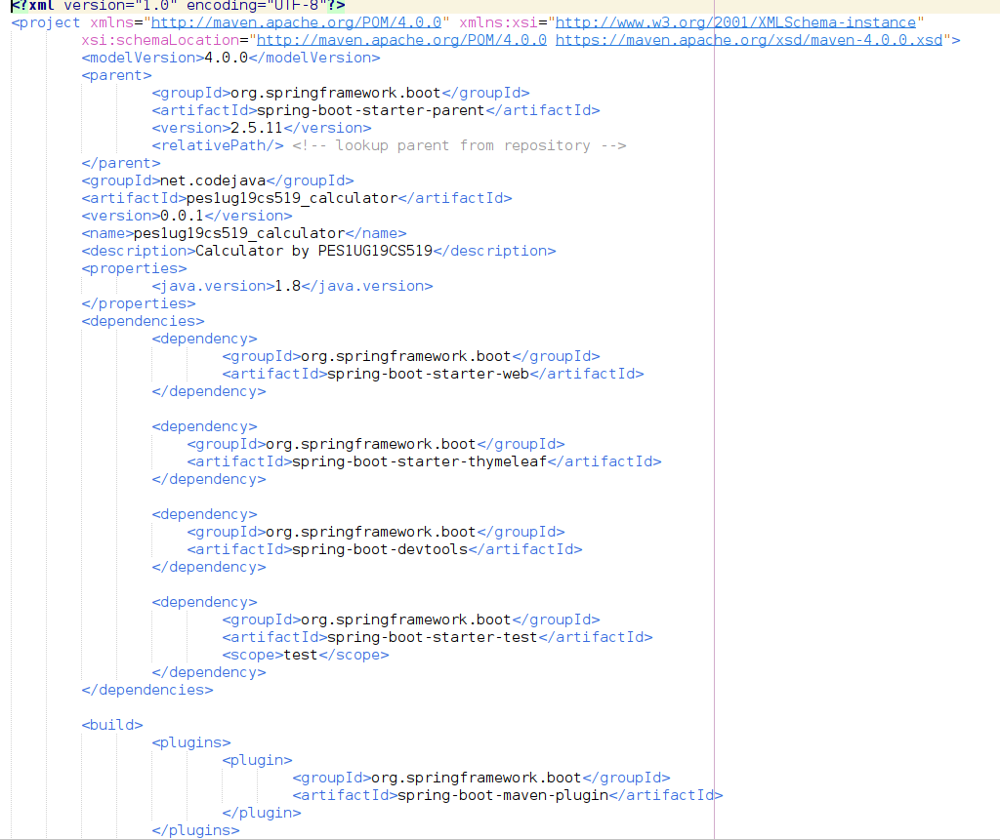 <?xml version="1.0" encoding="UTF-8"?>
<project xmlns="http://maven.apache.org/POM/4.0.0" xmlns:xsi="http://www.w3.org/2001/XMLSchema-instance"
xsi:schemaLocation="http://maven.apache.org/POM/4.0.0 https://maven.apache.org/xsd/maven-4.0.0.xsd">
<modelVersion>4.0.0</modelVersion>
<parent>
<groupId>org.springframework.boot</groupId>
<artifactId>spring-boot-starter-parent</artifactId>
<version>2.5.11</version>
<relativePath/> <!-- lookup parent from repository -->
</parent>
<groupId>net.codejava</groupId>
<artifactId>pes1ug19cs519_calculator</artifactId>
<version>0.0.1</version>
<name>pes1ug19cs519_calculator</name>
<description>Calculator by PES1UG19CS519</description>
<properties>
<java.version>1.8</java.version>
</properties>
<dependencies>
<dependency>
<groupId>org.springframework.boot</groupId>
<artifactId>spring-boot-starter-web</artifactId>
</dependency>
<dependency>
<groupId>org.springframework.boot</groupId>
<artifactId>spring-boot-starter-thymeleaf</artifactId>
</dependency>
<dependency>
<groupId>org.springframework.boot</groupId>
<artifactId>spring-boot-devtools</artifactId>
</dependency>
<dependency>
<groupId>org.springframework.boot</groupId>
<artifactId>spring-boot-starter-test</artifactId>
<scope>test</scope>
</dependency>
</dependencies>
<build>
<plugins>
<plugin>
<groupId>org.springframework.boot</groupId>
<artifactId>spring-boot-maven-plugin</artifactId>
</plugin>
</plugins>